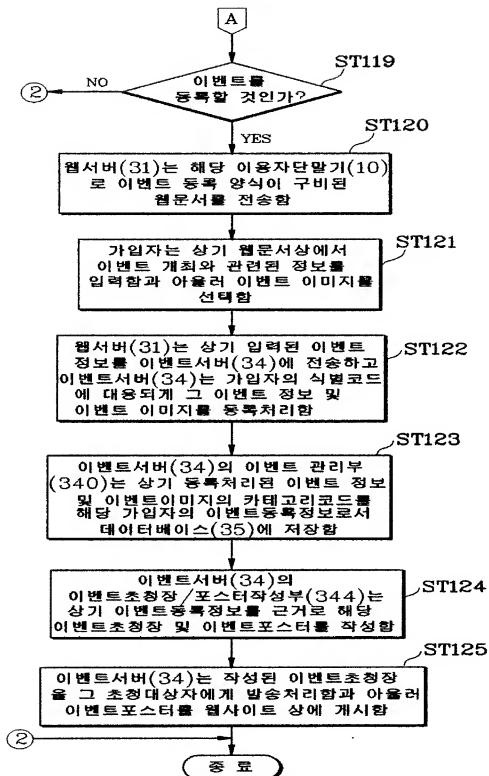 A
ST119
이벤트를
등록할 것인가?
NO
②
YES
ST120
웹서버(31)는 해당 이용자단말기(10)
로 이벤트 등록 양식이 구비된
웹문서를 전송함
ST121
가입자는 상기 웹문서상에서
이벤트 개최와 관련된 정보를
입력함과 아울러 이벤트 이미지를
선택함
ST122
웹서버(31)는 상기 입력된 이벤트
정보를 이벤트서버(34)에 전송하고
이벤트서버(34)는 가입자의 식별코드
에 대응되게 그 이벤트 정보 및
이벤트 이미지를 등록처리함
ST123
이벤트서버(34)의 이벤트 관리부
(340)는 상기 등록처리된 이벤트 정보
및 이벤트이미지의 카테고리코드를
해당 가입자의 이벤트등록정보로서
데이터베이스(35)에 저장함
ST124
이벤트서버(34)의
이벤트초청장/포스터작성부(344)는
상기 이벤트등록정보를 근거로 해당
이벤트초청장 및 이벤트포스터를 작성함
ST125
이벤트서버(34)는 작성된 이벤트초청장
을 그 초청대상자에게 발송처리함과 아울러
이벤트포스터를 웹사이트 상에 게시함
②
종 료